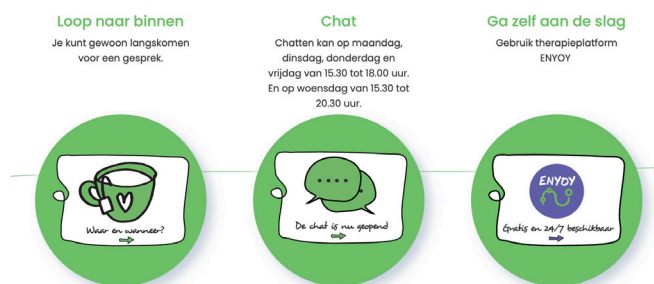 Loop naar binnen
Je kunt gewoon langskomen
voor een gesprek.
Waar en wanneer?
Chat
Chatten kan op maandag,
dinsdag, donderdag en
vrijdag van 15.30 tot 18.00 uur.
En op woensdag van 15.30 tot
20.30 uur.
De chat is nu geopend
Ga zelf aan de slag
Gebruik therapieplatform
ENYOY
ENYOY
Gratis en 24/7 beschikbaar